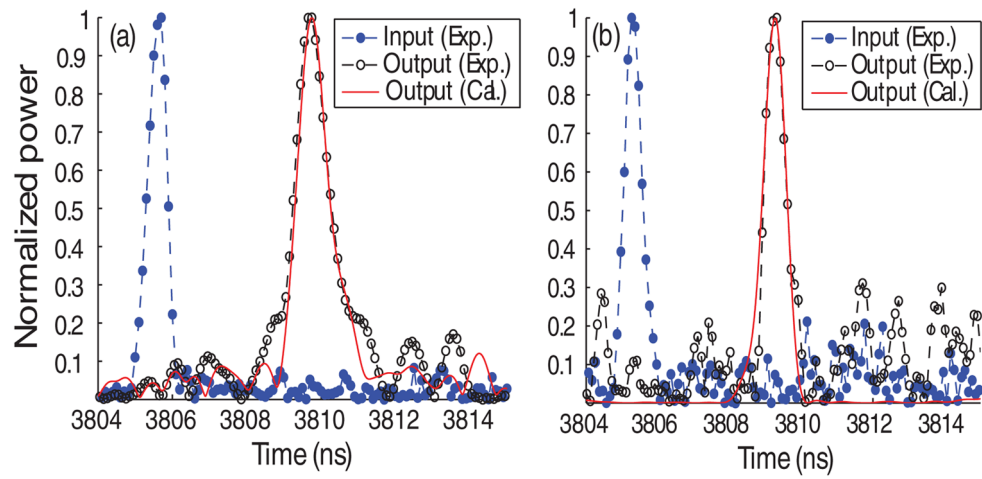 (a)
Input (Exp.)
Output (Exp.)
Output (Cal.)
Normalized power
1
0.9
0.8
0.7
0.6
0.5
0.4
0.3
0.2
0.1
3804 3806 3808 3810 3812 3814
Time (ns)
(b)
Input (Exp.)
Output (Exp.)
Output (Cal.)
1
0.9
0.8
0.7
0.6
0.5
0.4
0.3
0.2
0.1
3804 3806 3808 3810 3812 3814
Time (ns)